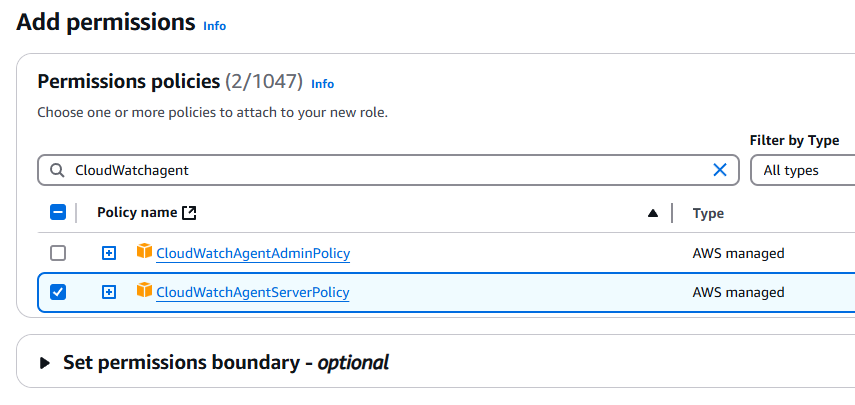 Add permissions Info
Permissions policies (2/1047) Info
Choose one or more policies to attach to your new role.
Filter by Type
CloudWatchagent
All types
Policy name
Type
CloudWatchAgentAdminPolicy
AWS managed
CloudWatchAgentServerPolicy
AWS managed
Set permissions boundary - optional